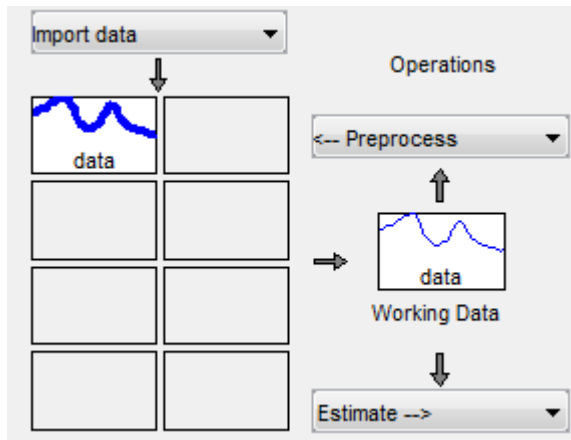 Import data
Operations
data
<-- Preprocess
data
Working Data
Estimate -->